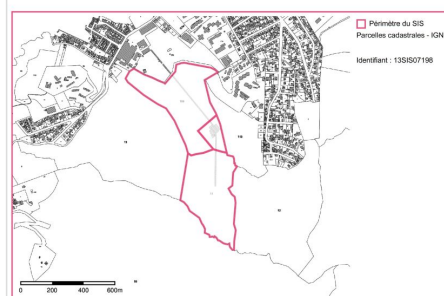 Périmètre du SIS
Parcelles cadastrales - IGN
Identifiant : 13SIS07198
0 200 400 600m